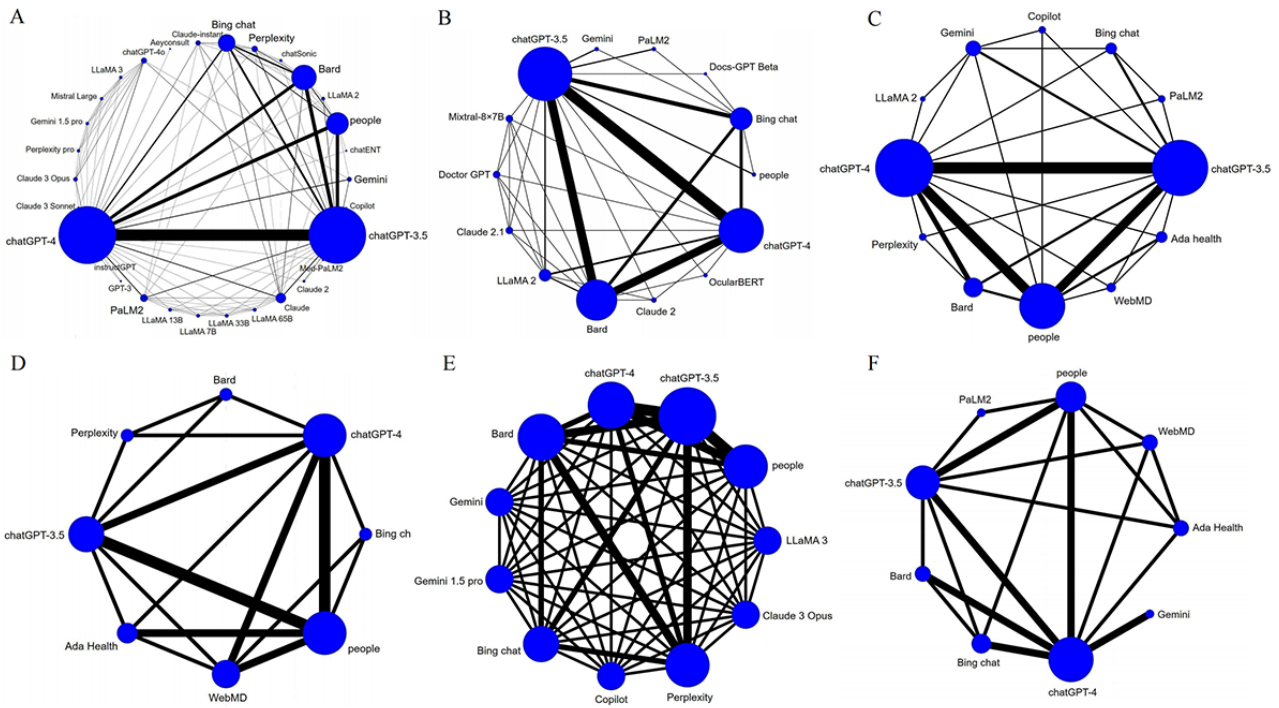 A
Claude-instant
Bing chat
Aeyconsult
Perplexity
chatGPT-4o
chatSonic
LLaMA 3
Bard
Mistral Large
LLaMA 2
Gemini 1.5 pro
people
Perplexity pro
chatENT
Claude 3 Opus
Gemini
Claude 3 Sonnet
Copilot
chatGPT-4
chatGPT-3.5
instructGPT
Med-PaLM2
GPT-3
Claude 2
PaLM2
Claude
LLaMA 13B
LLaMA 65B
LLaMA 7B
LLaMA 33B
B
chatGPT-3.5
Gemini
PaLM2
Docs-GPT Beta
Mixtral-8×7B
Bing chat
Doctor GPT
people
Claude 2.1
chatGPT-4
LLaMA 2
OcularBERT
Claude 2
Bard
C
Copilot
Gemini
Bing chat
LLaMA 2
PaLM2
chatGPT-4
chatGPT-3.5
Perplexity
Ada health
Bard
WebMD
people
D
Bard
Perplexity
chatGPT-4
chatGPT-3.5
Bing ch
Ada Health
people
WebMD
E
chatGPT-4
chatGPT-3.5
Bard
people
Gemini
LLaMA 3
Gemini 1.5 pro
Claude 3 Opus
Bing chat
Copilot
Perplexity
F
people
PaLM2
WebMD
chatGPT-3.5
Ada Health
Bard
Gemini
Bing chat
chatGPT-4